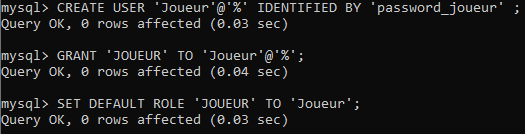 mysql> CREATE USER 'Joueur'@'%' IDENTIFIED BY 'password_joueur' ;
Query OK, 0 rows affected (0.03 sec)
mysql> GRANT 'JOUEUR' TO 'Joueur'@'%';
Query OK, 0 rows affected (0.04 sec)
mysql> SET DEFAULT ROLE 'JOUEUR' TO 'Joueur';
Query OK, 0 rows affected (0.03 sec)